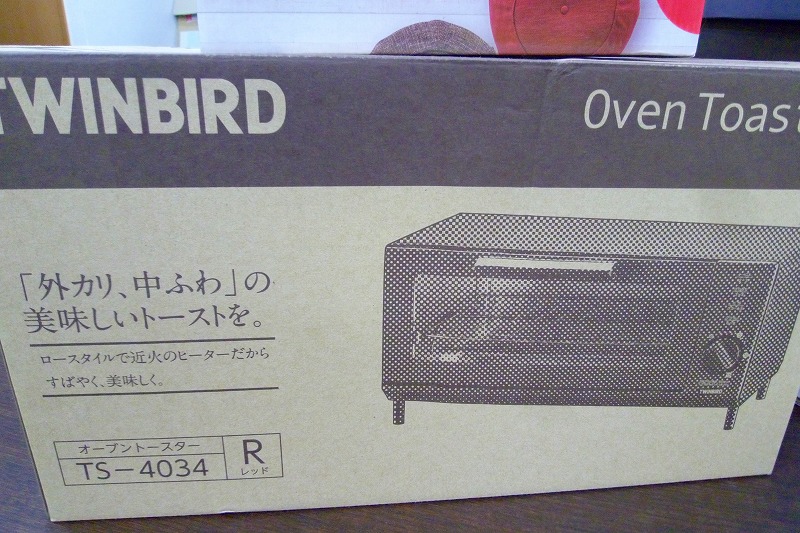 TWINBIRD
Oven Toast
「外カリ、中ふわ」の
美味しいトーストを。
ロースタイルで近火のヒーターだから
すばやく、美味しく。
オーブントースター
TS-4034
R
レッド